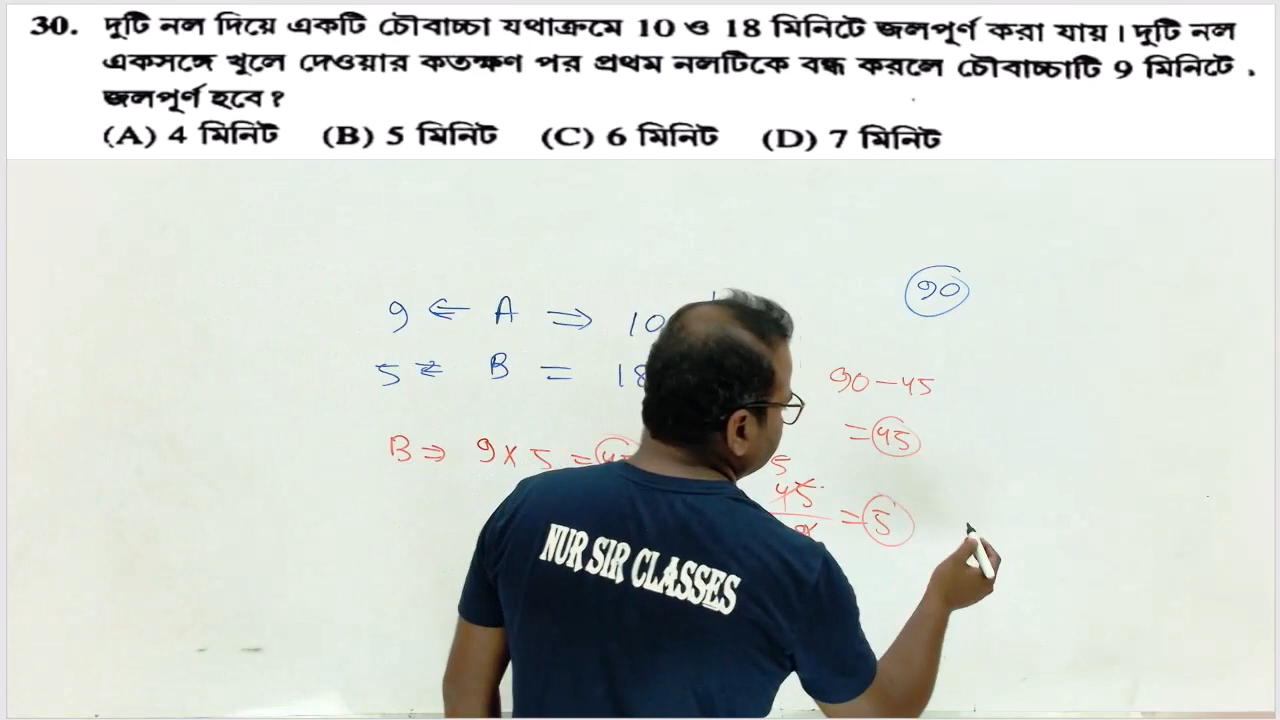 30. দুটি নল দিয়ে একটি চৌবাচ্চা যথাক্রমে 10 ও 18 মিনিটে জলপূর্ণ করা যায়। দুটি নল
একসঙ্গে খুলে দেওয়ার কতক্ষণ পর প্রথম নলটিকে বন্ধ করলে চৌবাচ্চাটি 9 মিনিটে
জলপূর্ণ হবে?
(A) 4 মিনিট (B) 5 মিনিট (C) 6 মিনিট (D) 7 মিনিট
90
9 ⇐ A ⇒ 10
5 ⇐ B = 18
90 - 45
= 45
B ⇒ 9 × 5 =
5
45
= 5
NUR SIR CLASSES